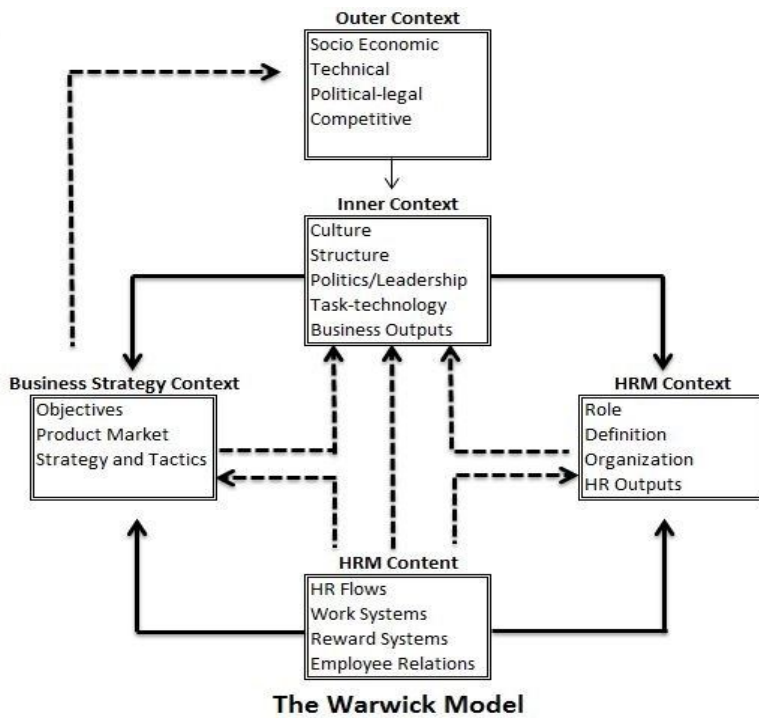 Outer Context
Socio Economic
Technical
Political-legal
Competitive
Inner Context
Culture
Structure
Politics/Leadership
Task-technology
Business Outputs
Business Strategy Context
Objectives
Product Market
Strategy and Tactics
HRM Context
Role
Definition
Organization
HR Outputs
HRM Content
HR Flows
Work Systems
Reward Systems
Employee Relations
The Warwick Model